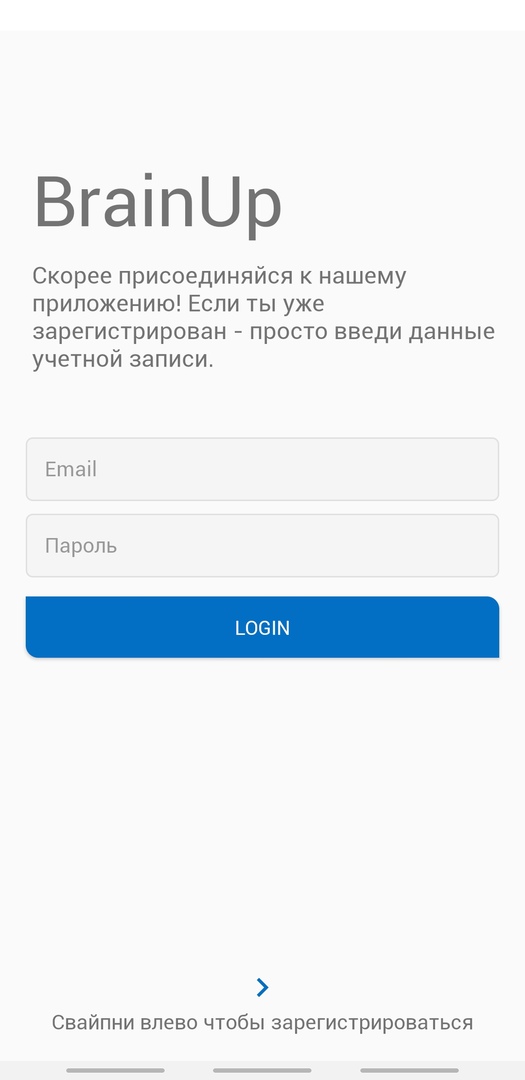 BrainUp
Скорее присоединяйся к нашему
приложению! Если ты уже
зарегистрирован - просто введи данные
учетной записи.
Email
Пароль
LOGIN
Свайпни влево чтобы зарегистрироваться